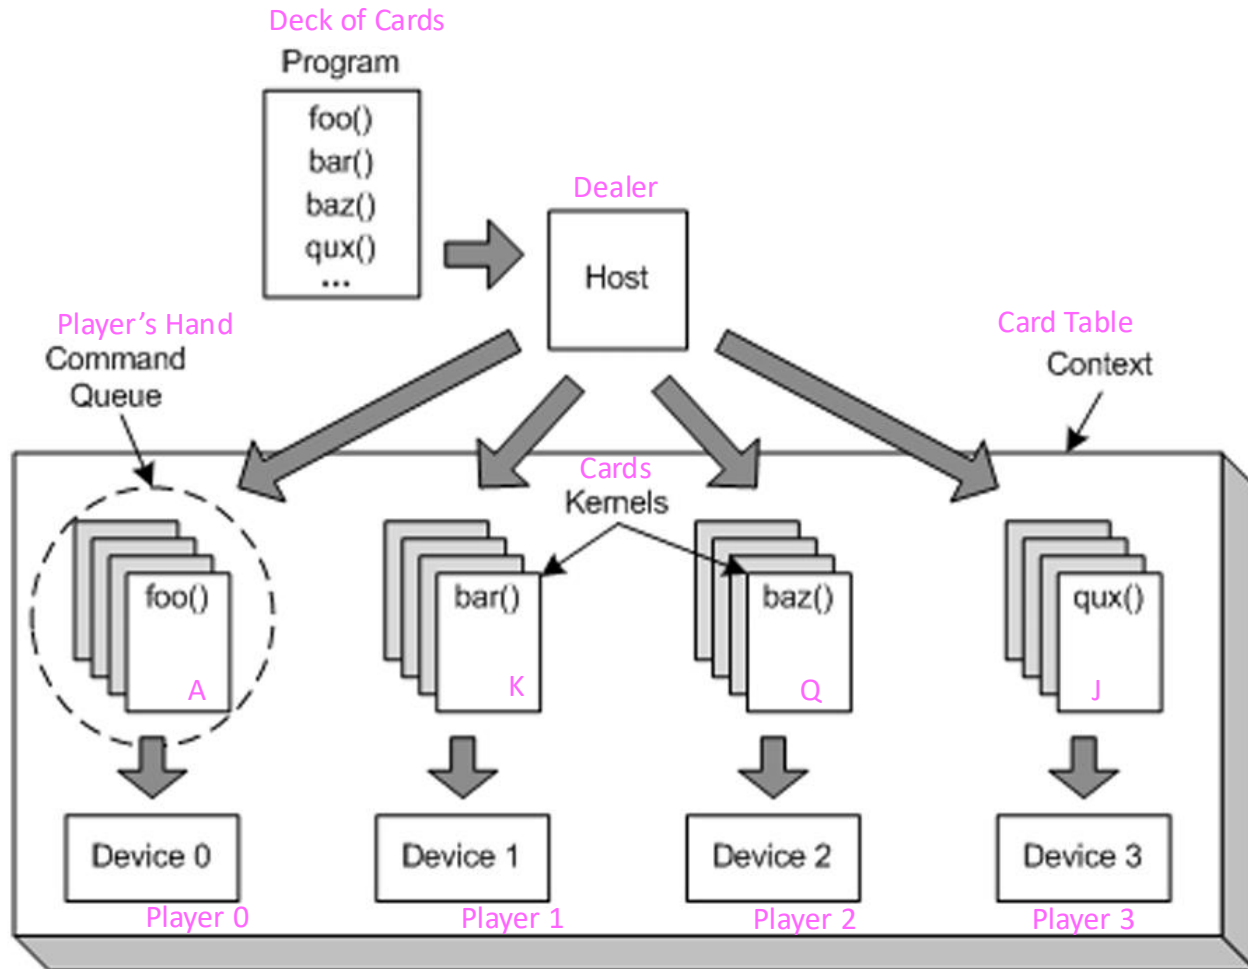 Deck of Cards
Program
foo()
bar()
baz()
qux()
...
Dealer
Host
Player’s Hand
Command
Queue
Card Table
Context
Cards
Kernels
foo()
A
bar()
K
baz()
Q
qux()
J
Device 0
Device 1
Device 2
Device 3
Player 0
Player 1
Player 2
Player 3